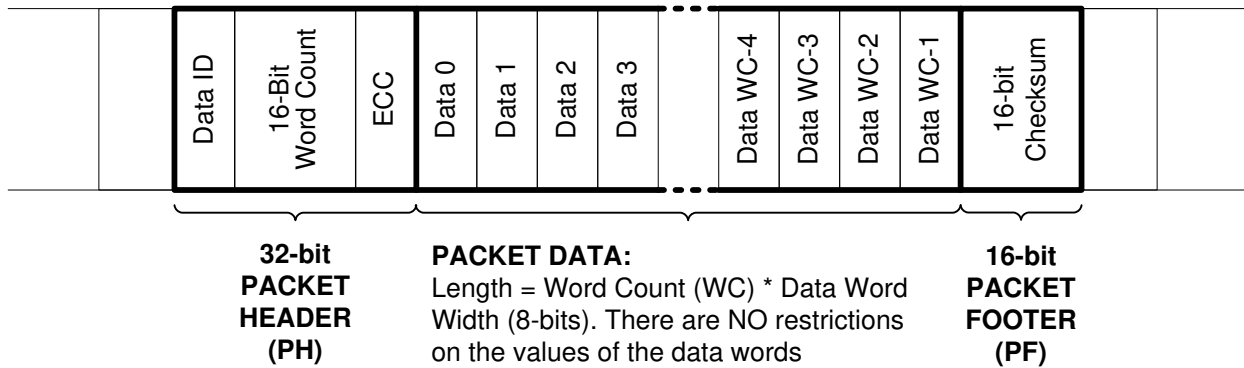 Data ID
16-Bit
Word Count
ECC
Data 0
Data 1
Data 2
Data 3
Data WC-4
Data WC-3
Data WC-2
Data WC-1
16-bit
Checksum
32-bit
PACKET
HEADER
(PH)
PACKET DATA:
Length = Word Count (WC) * Data Word
Width (8-bits). There are NO restrictions
on the values of the data words
16-bit
PACKET
FOOTER
(PF)